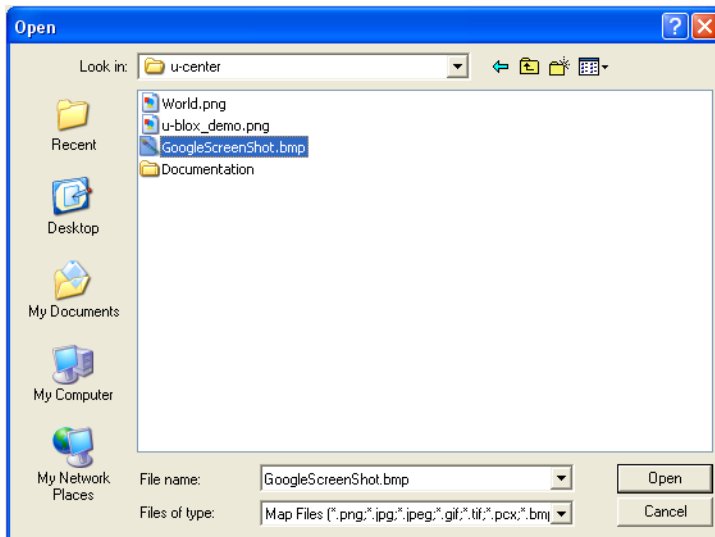 Open
Look in: u-center
World.png
u-blox_demo.png
GoogleScreenShot.bmp
Documentation
Recent
Desktop
My Documents
My Computer
My Network
Places
File name: GoogleScreenShot.bmp Open
Files of type: Map Files (*.png;*.jpg;*.jpeg;*.gif;*.tif;*.pcx;*.bm Cancel